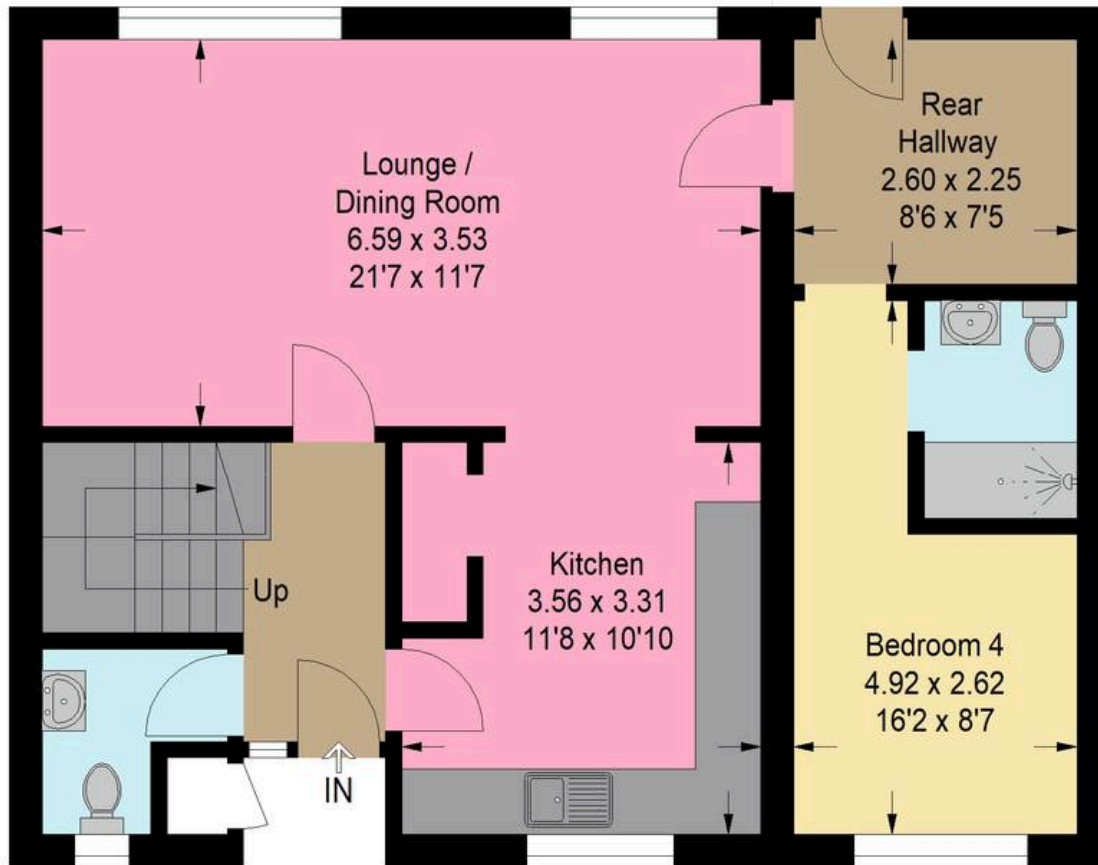 Lounge /
Dining Room
6.59 x 3.53
21'7 x 11'7
Rear
Hallway
2.60 x 2.25
8'6 x 7'5
Up
Kitchen
3.56 x 3.31
11'8 x 10'10
Bedroom 4
4.92 x 2.62
16'2 x 8'7
IN